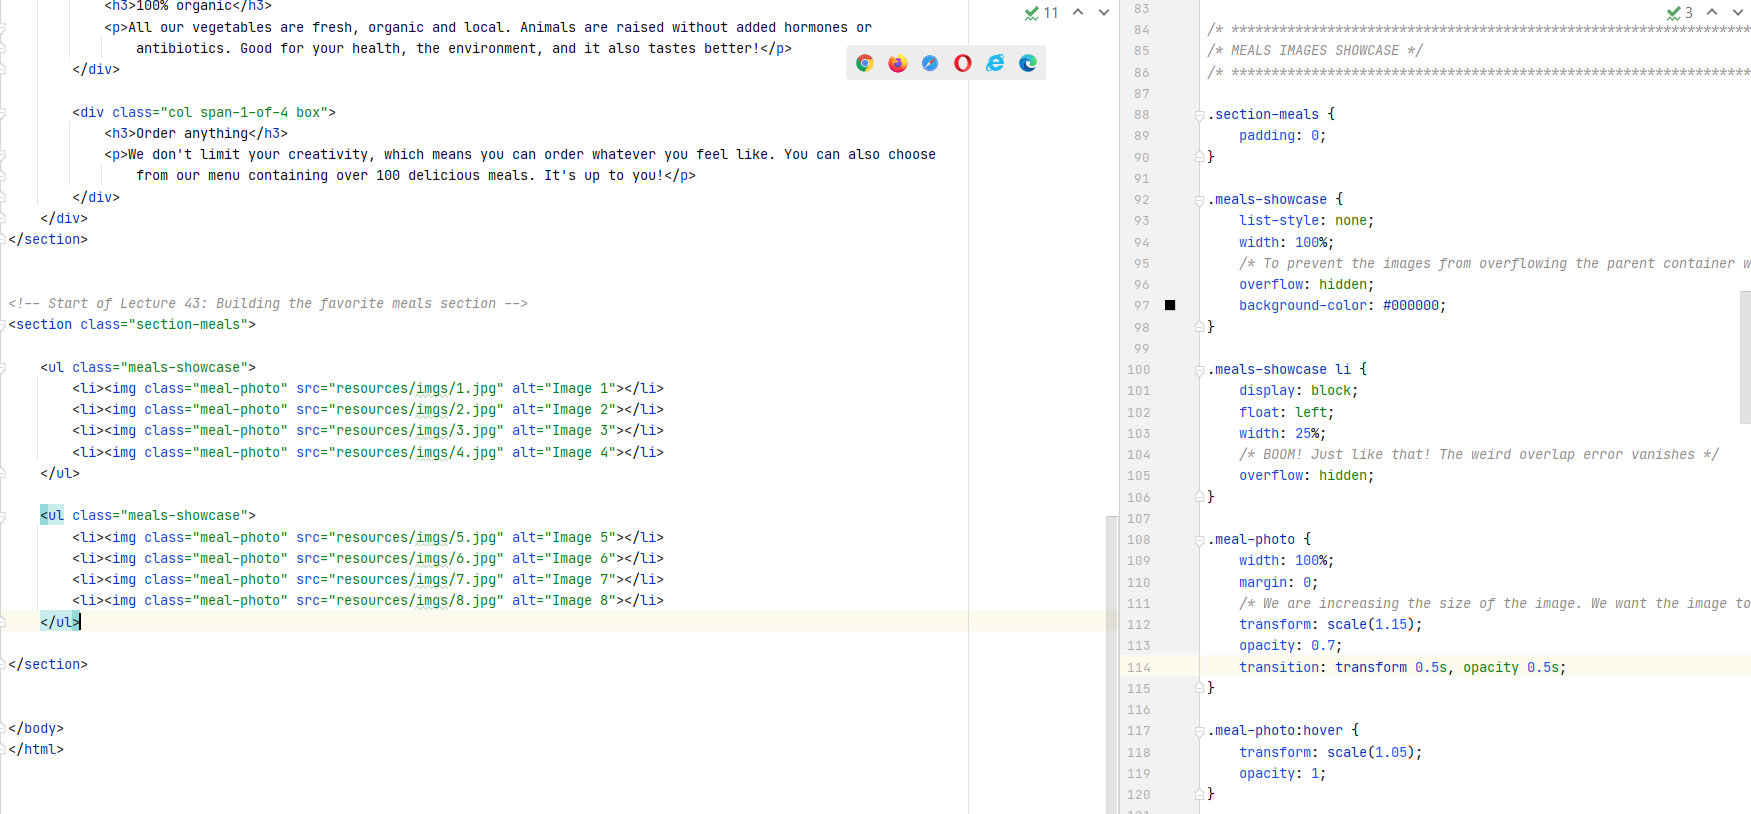 <h3>100% organic</h3>
<p>All our vegetables are fresh, organic and local. Animals are raised without added hormones or
antibiotics. Good for your health, the environment, and it also tastes better!</p>
</div>
<div class="col span-1-of-4 box">
<h3>Order anything</h3>
<p>We don't limit your creativity, which means you can order whatever you feel like. You can also choose
from our menu containing over 100 delicious meals. It's up to you!</p>
</div>
</div>
</section>
<!-- Start of Lecture 43: Building the favorite meals section -->
<section class="section-meals">
<ul class="meals-showcase">
<li><img class="meal-photo" src="resources/imgs/1.jpg" alt="Image 1"></li>
<li><img class="meal-photo" src="resources/imgs/2.jpg" alt="Image 2"></li>
<li><img class="meal-photo" src="resources/imgs/3.jpg" alt="Image 3"></li>
<li><img class="meal-photo" src="resources/imgs/4.jpg" alt="Image 4"></li>
</ul>
<ul class="meals-showcase">
<li><img class="meal-photo" src="resources/imgs/5.jpg" alt="Image 5"></li>
<li><img class="meal-photo" src="resources/imgs/6.jpg" alt="Image 6"></li>
<li><img class="meal-photo" src="resources/imgs/7.jpg" alt="Image 7"></li>
<li><img class="meal-photo" src="resources/imgs/8.jpg" alt="Image 8"></li>
</ul>
</section>
</body>
</html>
11
3
83
84 /* ******************************************************************
85 /* MEALS IMAGES SHOWCASE */
86 /* ******************************************************************
87
88 .section-meals {
89 padding: 0;
90 }
91
92 .meals-showcase {
93 list-style: none;
94 width: 100%;
95 /* To prevent the images from overflowing the parent container w
96 overflow: hidden;
97 background-color: #000000;
98 }
99
100 .meals-showcase li {
101 display: block;
102 float: left;
103 width: 25%;
104 /* BOOM! Just like that! The weird overlap error vanishes */
105 overflow: hidden;
106 }
107
108 .meal-photo {
109 width: 100%;
110 margin: 0;
111 /* We are increasing the size of the image. We want the image to
112 transform: scale(1.15);
113 opacity: 0.7;
114 transition: transform 0.5s, opacity 0.5s;
115 }
116
117 .meal-photo:hover {
118 transform: scale(1.05);
119 opacity: 1;
120 }